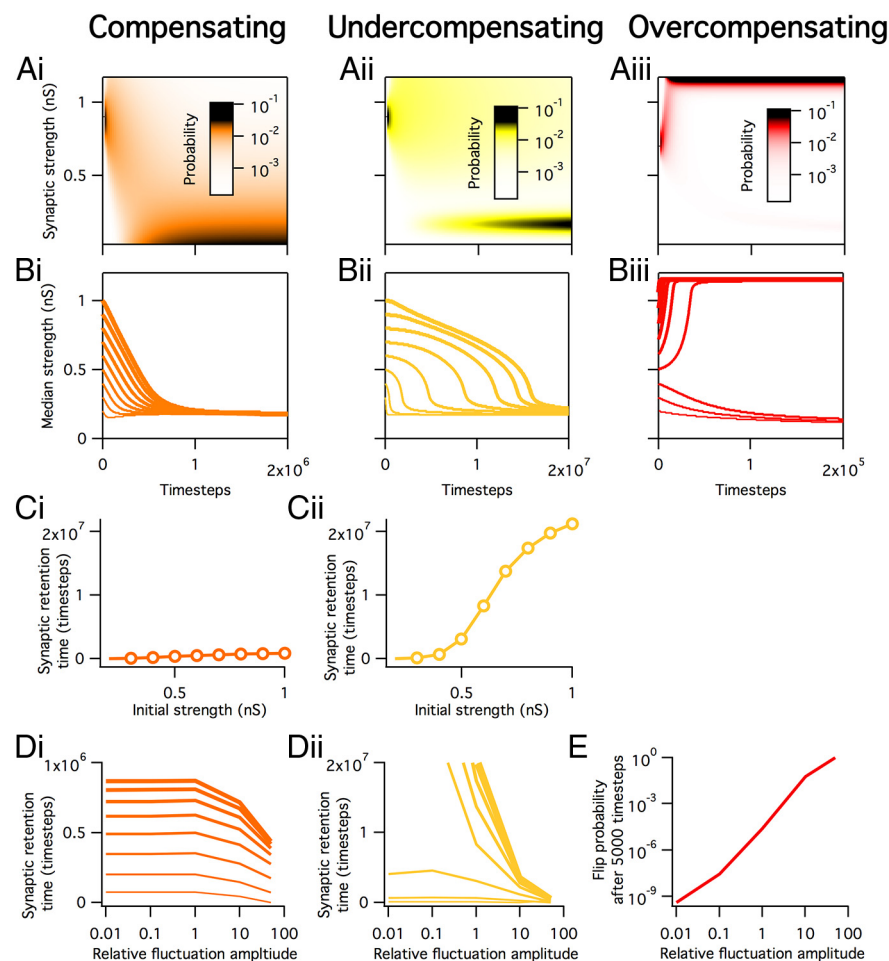 Compensating
Undercompensating
Overcompensating
Ai
Aii
Aiii
Synaptic strength (nS)
1
0.5
Probability
10^-1
10^-2
10^-3
Probability
10^-1
10^-2
10^-3
Probability
10^-1
10^-2
10^-3
Bi
Bii
Biii
Median strength (nS)
1
0.5
0
0
1
2x10^6
Timesteps
0
1
2x10^7
Timesteps
0
1
2x10^5
Timesteps
Ci
Cii
Synaptic retention
time (timesteps)
2x10^7
1
0
0.5
1
Initial strength (nS)
Synaptic retention
time (timesteps)
2x10^7
1
0
0.5
1
Initial strength (nS)
Di
Dii
E
Synaptic retention
time (timesteps)
1x10^6
0.5
0
0.01
0.1
1
10
100
Relative fluctuation ampltiude
Synaptic retention
time (timesteps)
2x10^7
1
0
0.01
0.1
1
10
100
Relative fluctuation ampltiude
Flip probability
after 5000 timesteps
10^0
10^-3
10^-6
10^-9
0.01
0.1
1
10
100
Relative fluctuation amplitude